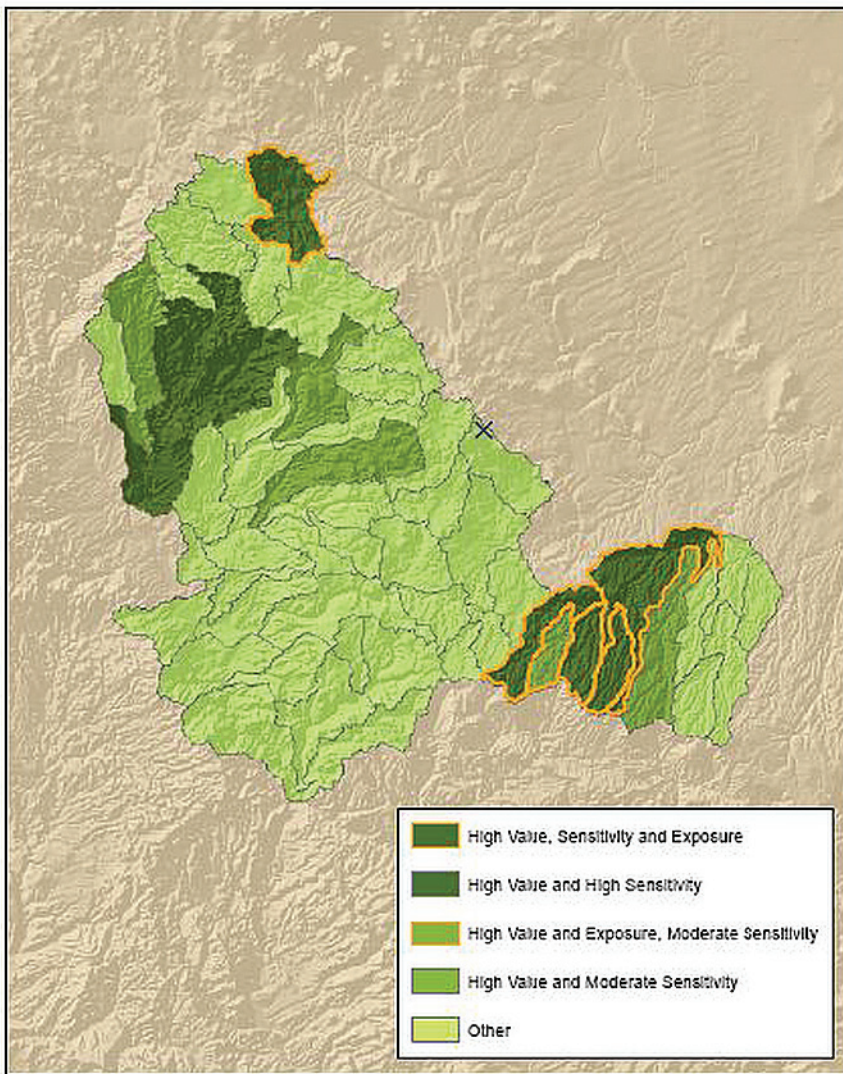 High Value, Sensitivity and Exposure
High Value and High Sensitivity
High Value and Exposure, Moderate Sensitivity
High Value and Moderate Sensitivity
Other